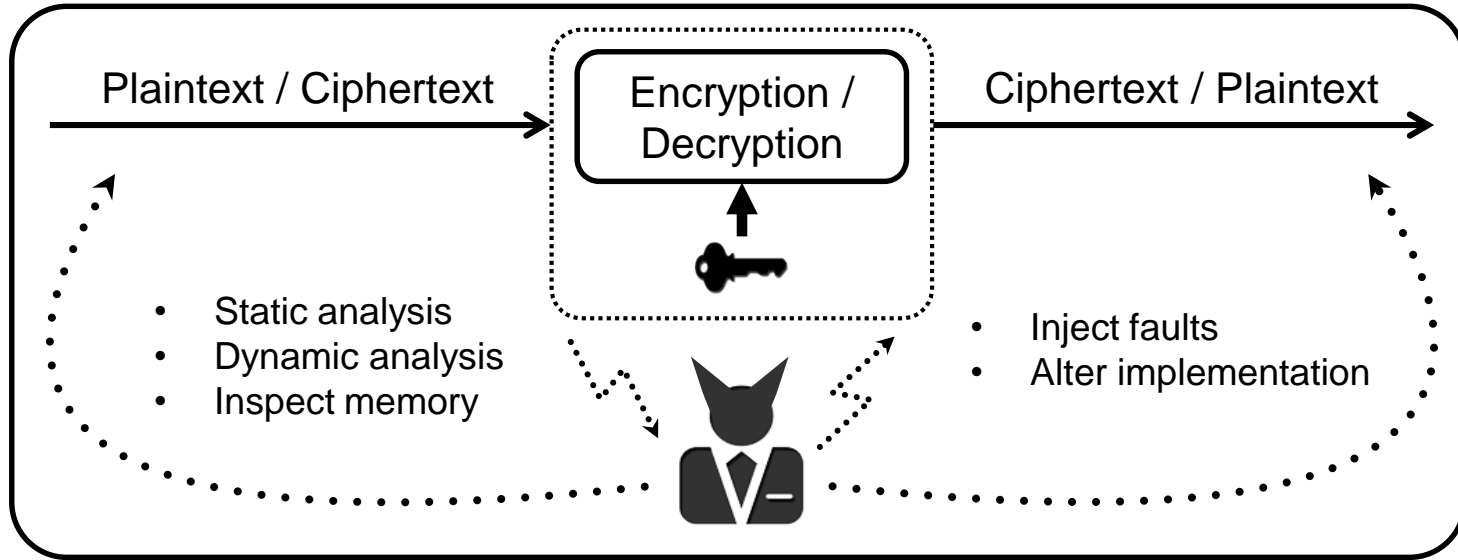 Plaintext / Ciphertext
Encryption /
Decryption
Ciphertext / Plaintext
• Static analysis
• Dynamic analysis
• Inspect memory
• Inject faults
• Alter implementation